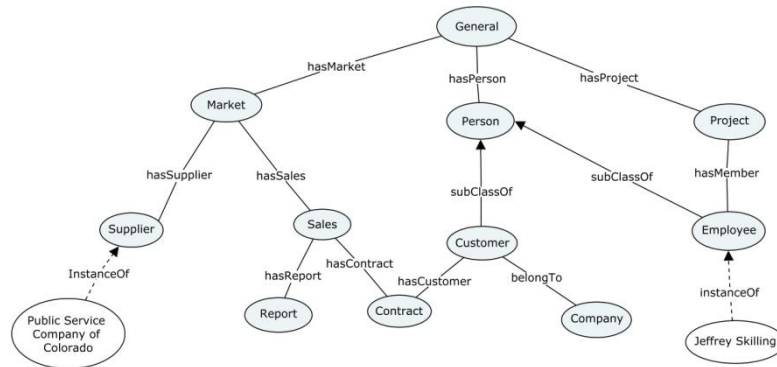 General
hasMarket
hasPerson
hasProject
Market
Person
Project
hasSupplier
hasSales
subClassOf
subClassOf
hasMember
Supplier
Sales
Customer
Employee
InstanceOf
hasReport
hasContract
hasCustomer
belongTo
instanceOf
Public Service
Company of
Colorado
Report
Contract
Company
Jeffrey Skilling